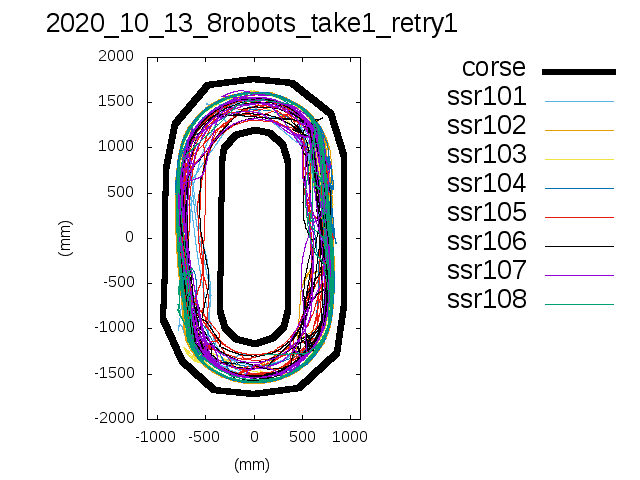 2020_10_13_8robots_take1_retry1
corse
ssr101
ssr102
ssr103
ssr104
ssr105
ssr106
ssr107
ssr108
2000
1500
1000
500
0
-500
-1000
-1500
-2000
(mm)
-1000 -500 0 500 1000
(mm)